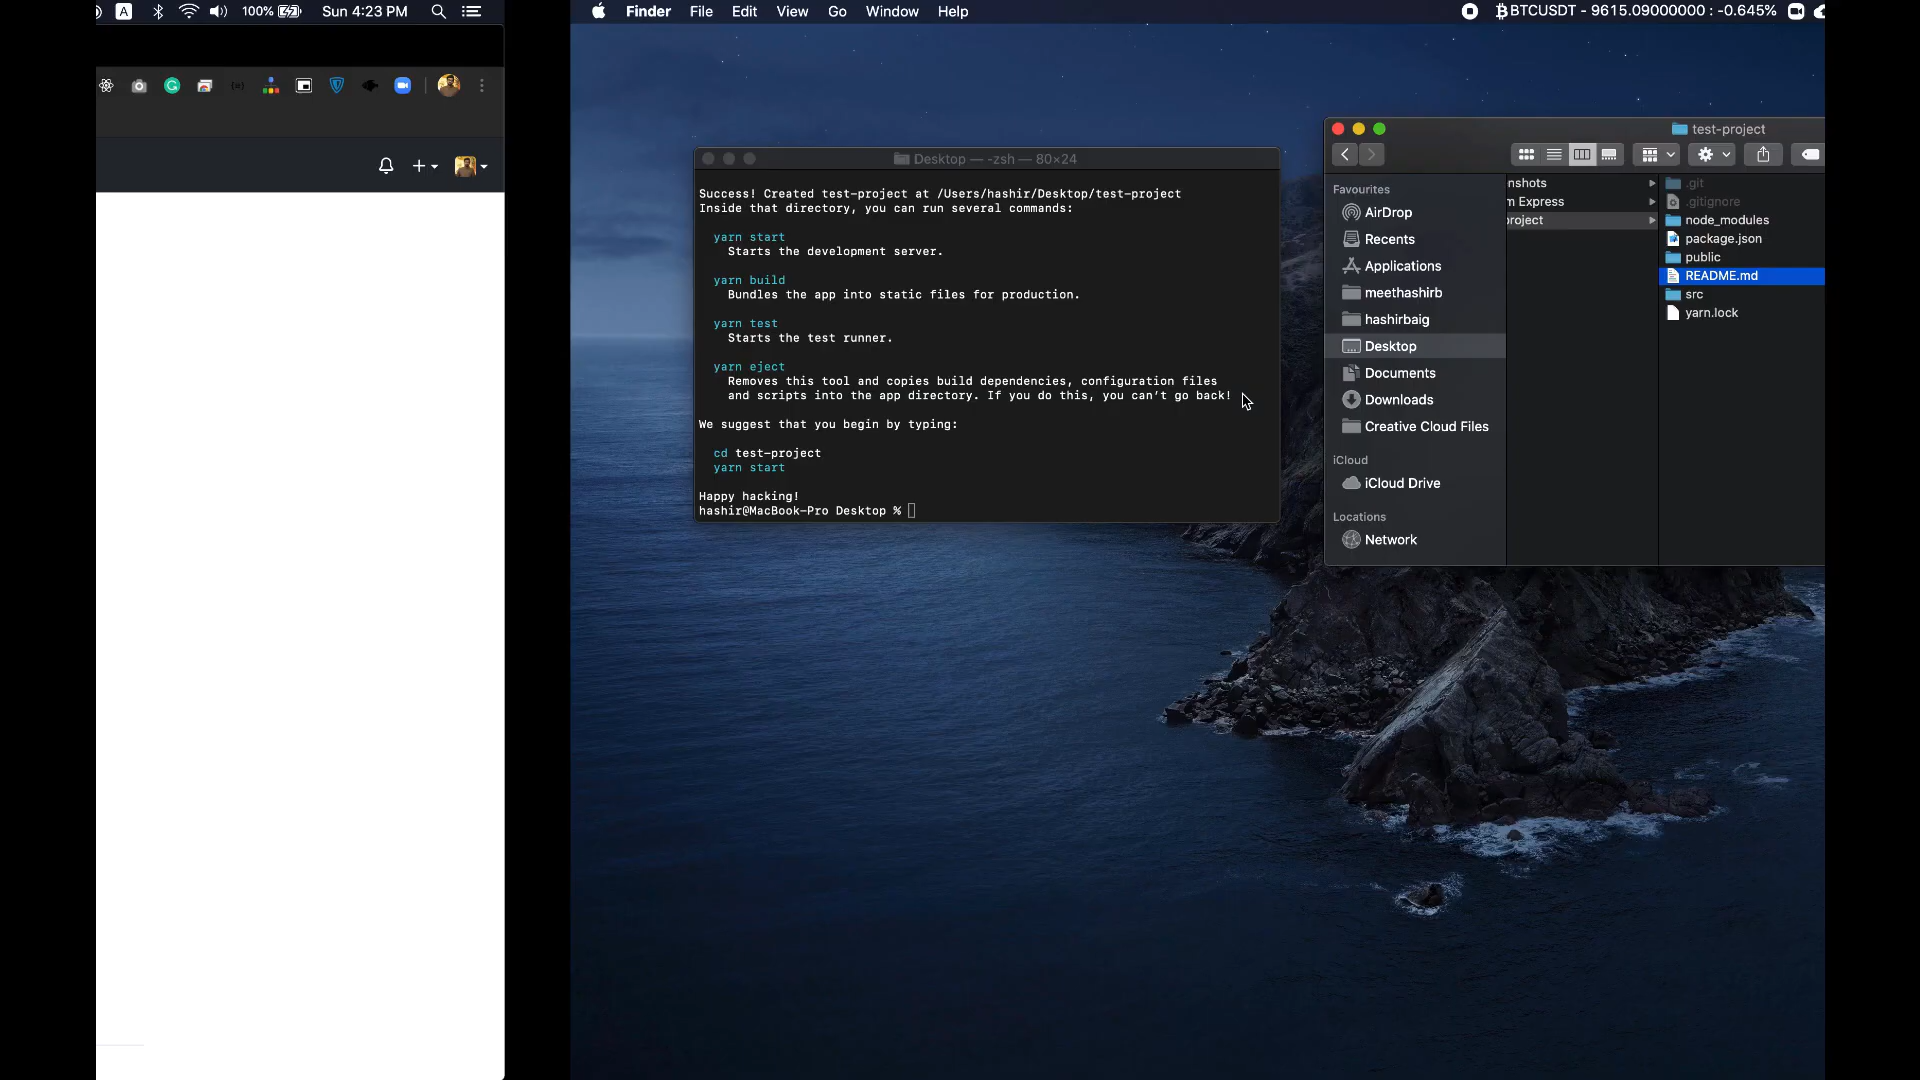 A
100%
Sun 4:23 PM
Finder File Edit View Go Window Help
BTCUSDT - 9615.09000000 : -0.645%
Desktop — -zsh — 80×24
Success! Created test-project at /Users/hashir/Desktop/test-project
Inside that directory, you can run several commands:
yarn start
Starts the development server.
yarn build
Bundles the app into static files for production.
yarn test
Starts the test runner.
yarn eject
Removes this tool and copies build dependencies, configuration files
and scripts into the app directory. If you do this, you can’t go back!
We suggest that you begin by typing:
cd test-project
yarn start
Happy hacking!
hashir@MacBook-Pro Desktop %
test-project
Favourites
AirDrop
Recents
Applications
meethashirb
hashirbaig
Desktop
Documents
Downloads
Creative Cloud Files
iCloud
iCloud Drive
Locations
Network
nshots
m Express
project
.git
.gitignore
node_modules
package.json
public
README.md
src
yarn.lock